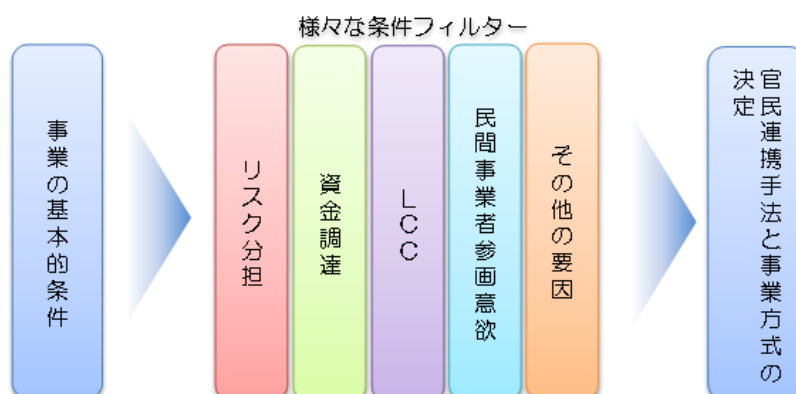 様々な条件フィルター
事業の基本的条件
リスク分担
資金調達
LCC
民間事業者参画意欲
その他の要因
官民連携手法と事業方式の
決定